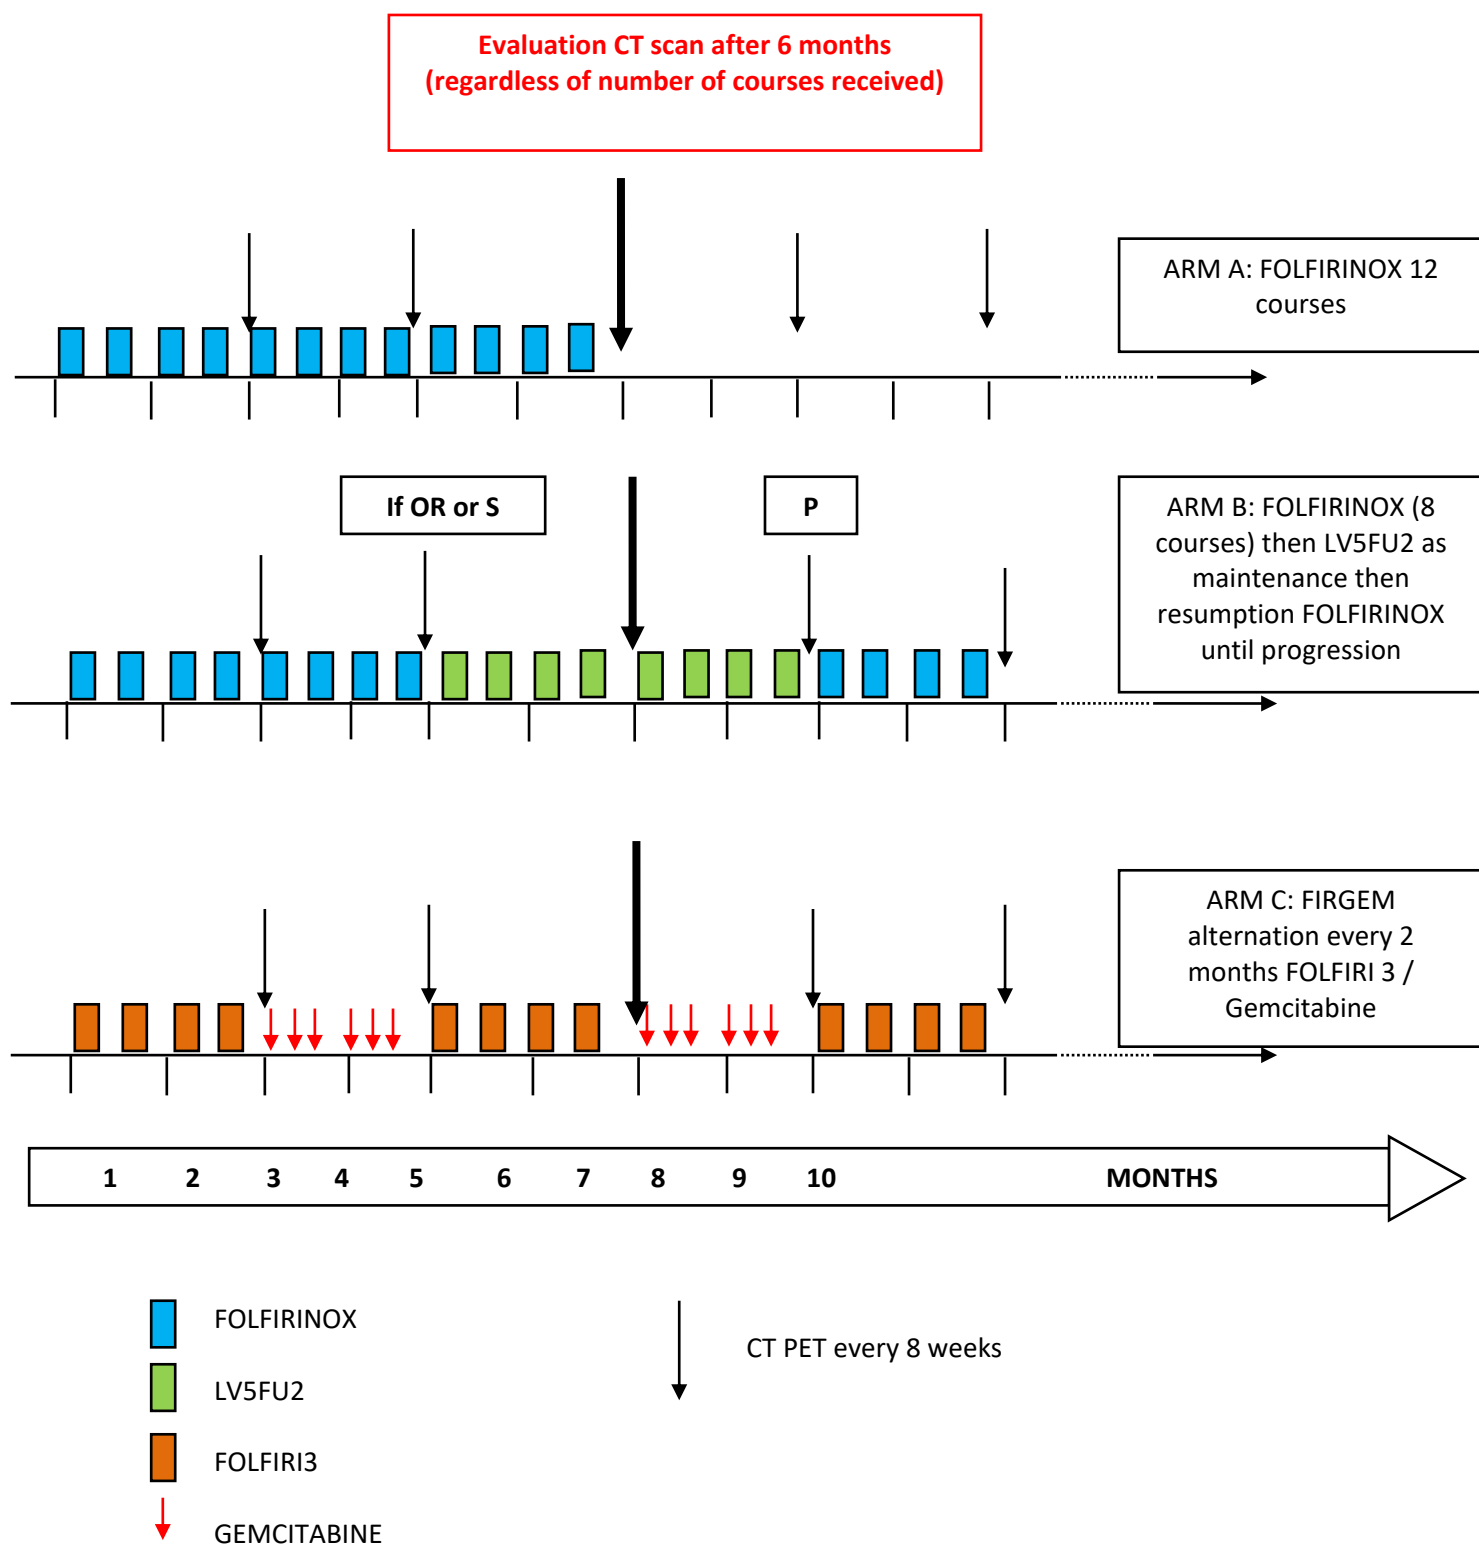 Evaluation CT scan after 6 months
(regardless of number of courses received)
ARM A: FOLFIRINOX 12
courses
If OR or S
P
ARM B: FOLFIRINOX (8
courses) then LV5FU2 as
maintenance then
resumption FOLFIRINOX
until progression
ARM C: FIRGEM
alternation every 2
months FOLFIRI 3 /
Gemcitabine
1 2 3 4 5 6 7 8 9 10 MONTHS
FOLFIRINOX
CT PET every 8 weeks
LV5FU2
FOLFIRI3
GEMCITABINE